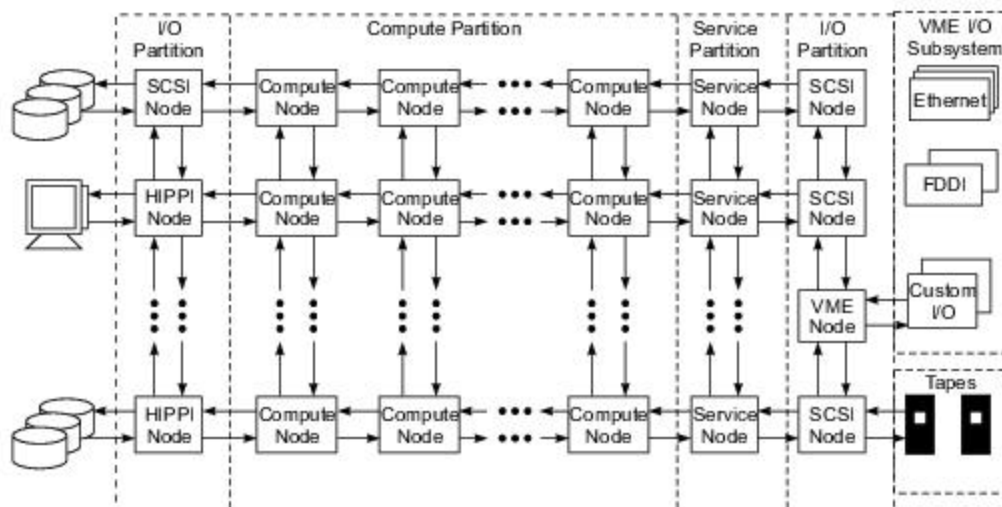 I/O
Partition
Compute Partition
Service
Partition
I/O
Partition
VME I/O
Subsystem
SCSI
Node
Compute
Node
Compute
Node
Compute
Node
Service
Node
SCSI
Node
Ethernet
HIPPI
Node
Compute
Node
Compute
Node
Compute
Node
Service
Node
SCSI
Node
FDDI
VME
Node
Custom
I/O
Tapes
HIPPI
Node
Compute
Node
Compute
Node
Compute
Node
Service
Node
SCSI
Node